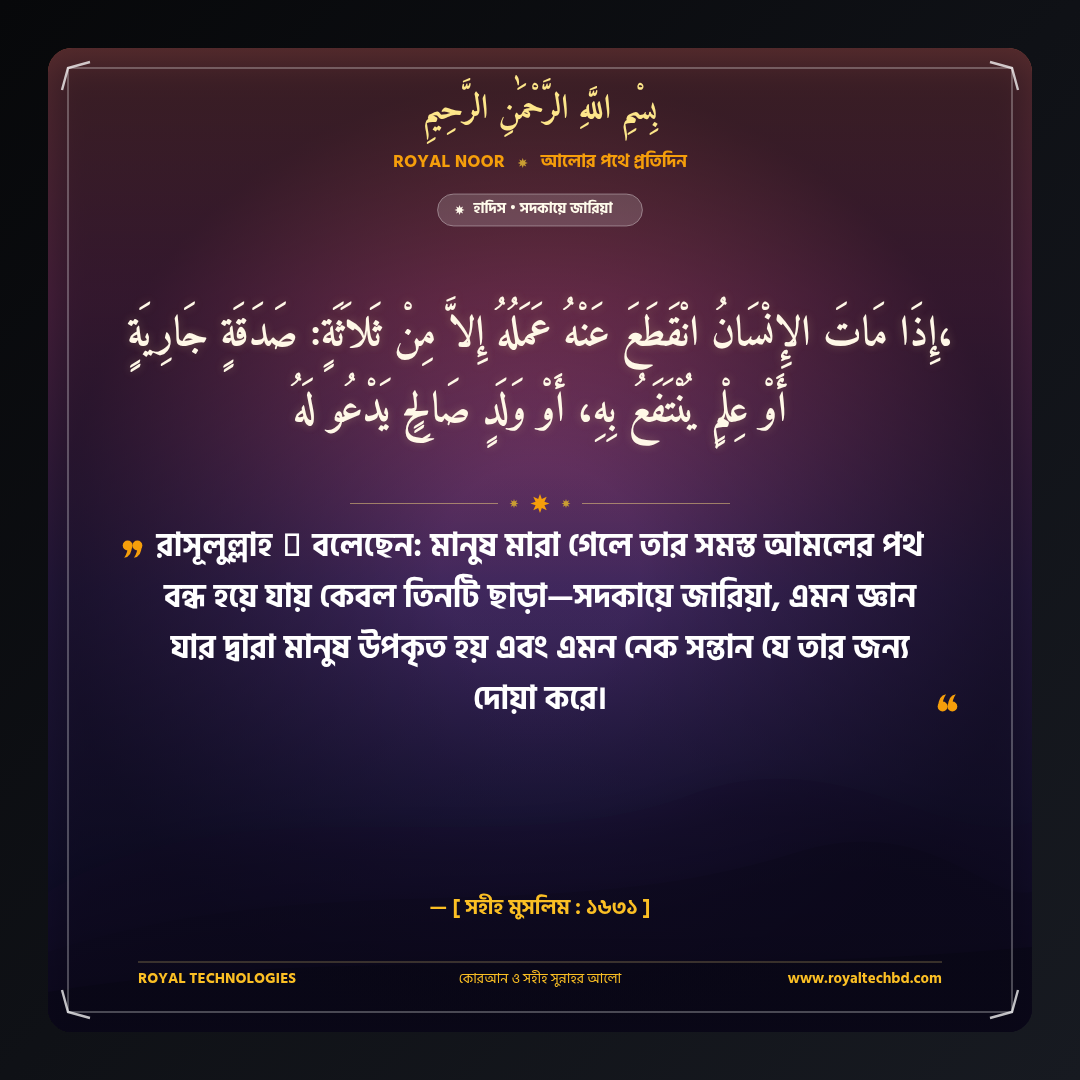 بِسْمِ اللَّهِ الرَّحْمَٰنِ الرَّحِيمِ
ROYAL NOOR ✷ আলোর পথে প্রতিদিন
✷ হাদিস • সদকায়ে জারিয়া
إِذَا مَاتَ الإِنْسَانُ انْقَطَعَ عَنْهُ عَمَلُهُ إِلاَّ مِنْ ثَلاثَةٍ: صَدَقَةٍ جَارِيَةٍ،
أَوْ عِلْمٍ يُنْتَفَعُ بِهِ، أَوْ وَلَدٍ صَالِحٍ يَدْعُو لَهُ
❞ রাসূলুল্লাহ ▯ বলেছেন: মানুষ মারা গেলে তার সমস্ত আমলের পথ
বন্ধ হয়ে যায় কেবল তিনটি ছাড়া—সদকায়ে জারিয়া, এমন জ্ঞান
যার দ্বারা মানুষ উপকৃত হয় এবং এমন নেক সন্তান যে তার জন্য
দোয়া করে। ❝
— [ সহীহ মুসলিম : ১৬৩১ ]
ROYAL TECHNOLOGIES কোরআন ও সহীহ সুন্নাহর আলো www.royaltechbd.com